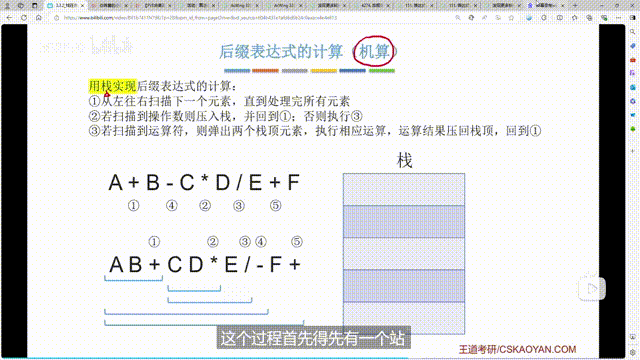 后缀表达式的计算（机算）
用栈实现后缀表达式的计算：
①从左往右扫描下一个元素，直到处理完所有元素
②若扫描到操作数则压入栈，并回到①；否则执行③
③若扫描到运算符，则弹出两个栈顶元素，执行相应运算，运算结果压回栈顶，回到①
栈
A + B - C * D / E + F
① ④ ② ③ ⑤
① ② ③ ④ ⑤
A B + C D * E / - F +
这个过程首先得先有一个站
王道考研/CSKAOYAN.COM